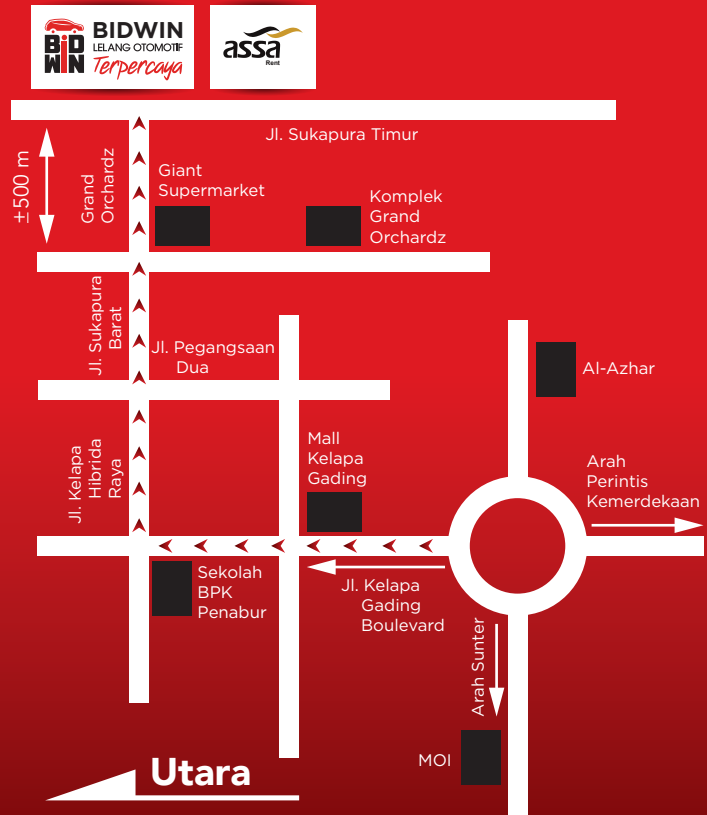 BID
WIN
BIDWIN
LELANG OTOMOTIF
Terpercaya
assa
Rent
Jl. Sukapura Timur
±500 m
Grand
Orchardz
Giant
Supermarket
Komplek
Grand
Orchardz
Jl. Sukapura
Barat
Jl. Pegangsaan
Dua
Al-Azhar
Jl. Kelapa
Hibrida
Raya
Mall
Kelapa
Gading
Arah
Perintis
Kemerdekaan
Sekolah
BPK
Penabur
Jl. Kelapa
Gading
Boulevard
Arah Sunter
MOI
Utara